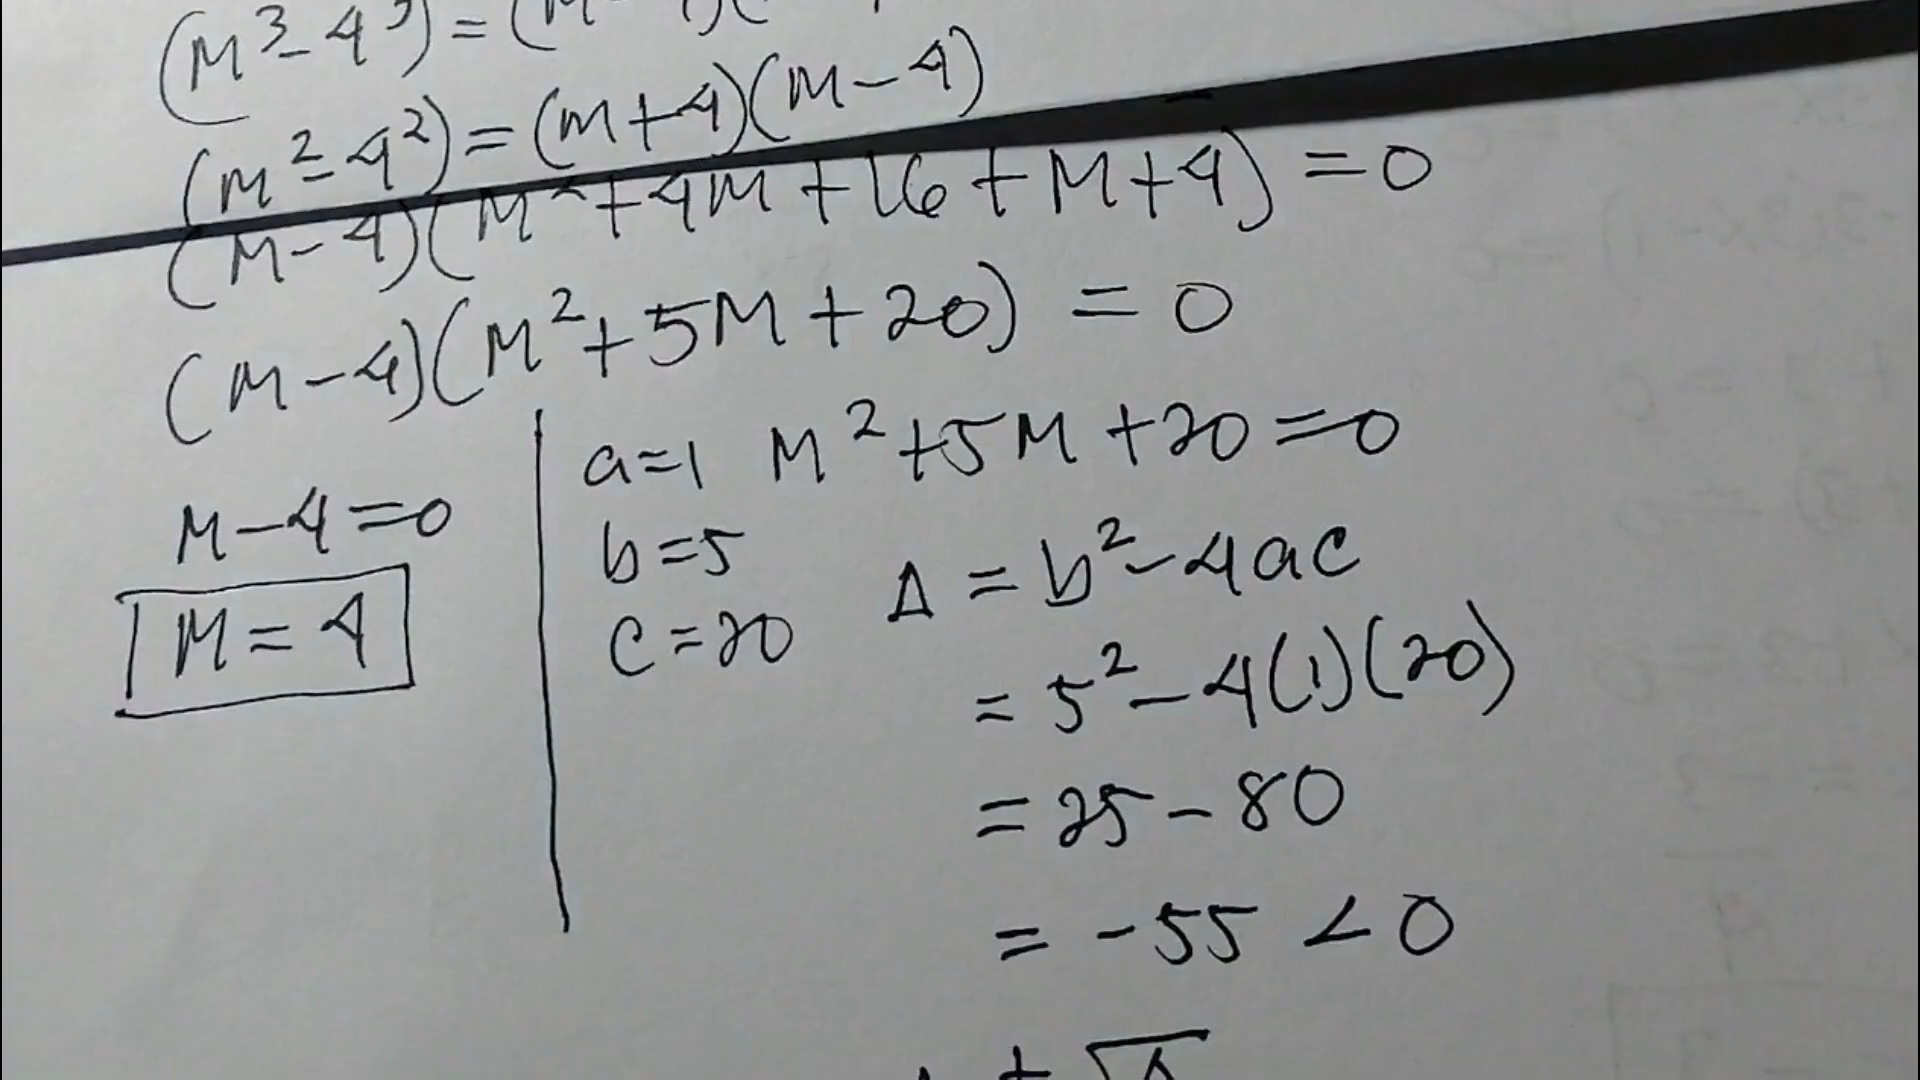 (M³-4³) = (M
(m²-4²) = (m+4)(M-4)
(M-4)(M²+4M+16+M+4) = 0
(M-4)(M²+5M+20) = 0
M-4=0
M=4
a=1 M²+5M+20=0
b=5
c=20
Δ = b²-4ac
= 5²-4(1)(20)
= 25-80
= -55 < 0